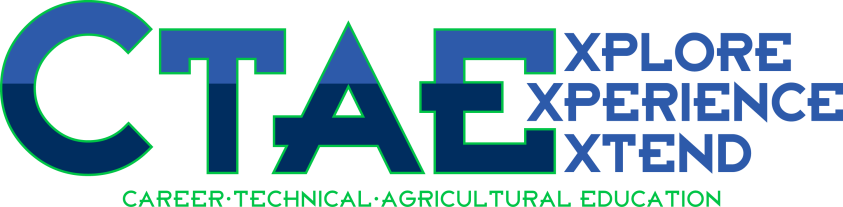 CTAE
XPLORE
XPERIENCE
XTEND
CAREER·TECHNICAL·AGRICULTURAL EDUCATION